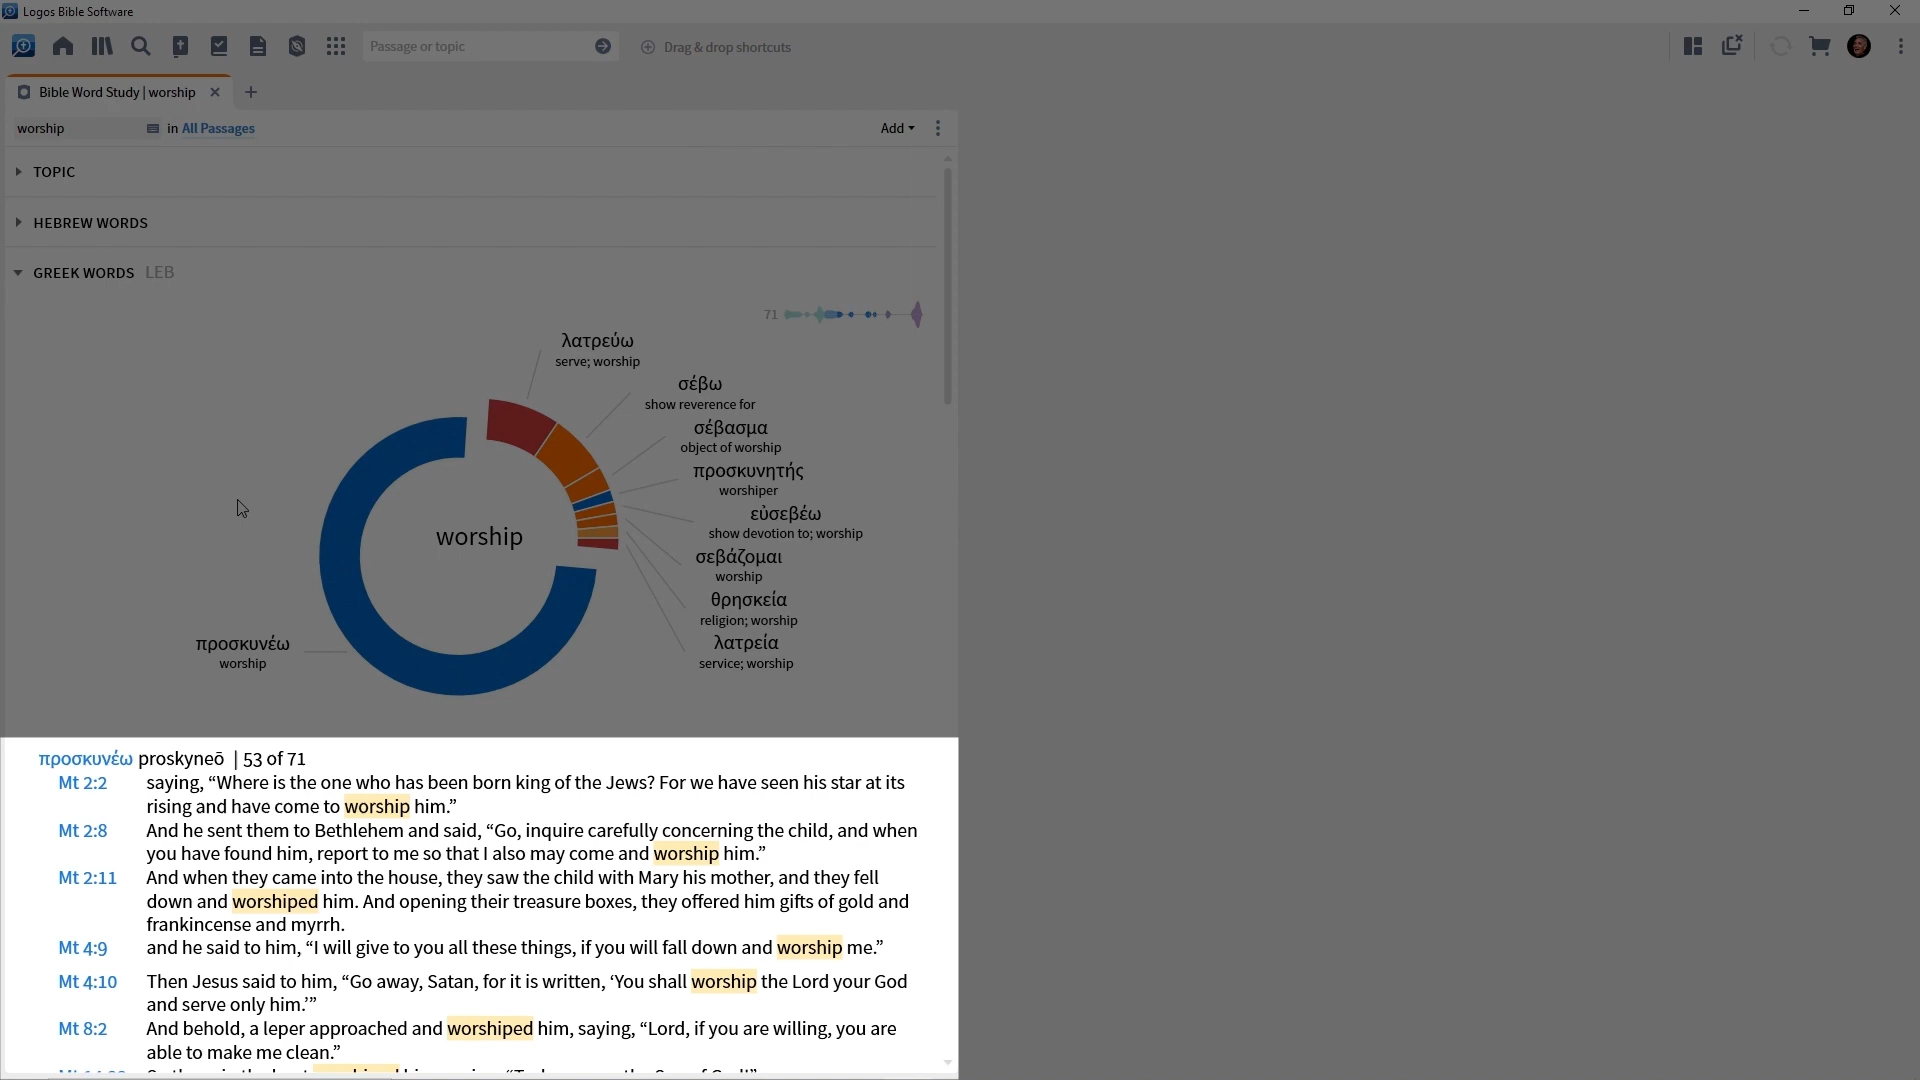 Logos Bible Software
Passage or topic
Drag & drop shortcuts
Bible Word Study | worship
worship in All Passages
Add
TOPIC
HEBREW WORDS
GREEK WORDS LEB
71
λατρεύω
serve; worship
σέβω
show reverence for
σέβασμα
object of worship
προσκυνητής
worshiper
εὐσεβέω
show devotion to; worship
worship
σεβάζομαι
worship
θρησκεία
religion; worship
λατρεία
service; worship
προσκυνέω
worship
προσκυνέω proskyneō | 53 of 71
Mt 2:2 saying, “Where is the one who has been born king of the Jews? For we have seen his star at its
rising and have come to worship him.”
Mt 2:8 And he sent them to Bethlehem and said, “Go, inquire carefully concerning the child, and when
you have found him, report to me so that I also may come and worship him.”
Mt 2:11 And when they came into the house, they saw the child with Mary his mother, and they fell
down and worshiped him. And opening their treasure boxes, they offered him gifts of gold and
frankincense and myrrh.
Mt 4:9 and he said to him, “I will give to you all these things, if you will fall down and worship me.”
Mt 4:10 Then Jesus said to him, “Go away, Satan, for it is written, ‘You shall worship the Lord your God
and serve only him.’”
Mt 8:2 And behold, a leper approached and worshiped him, saying, “Lord, if you are willing, you are
able to make me clean.”